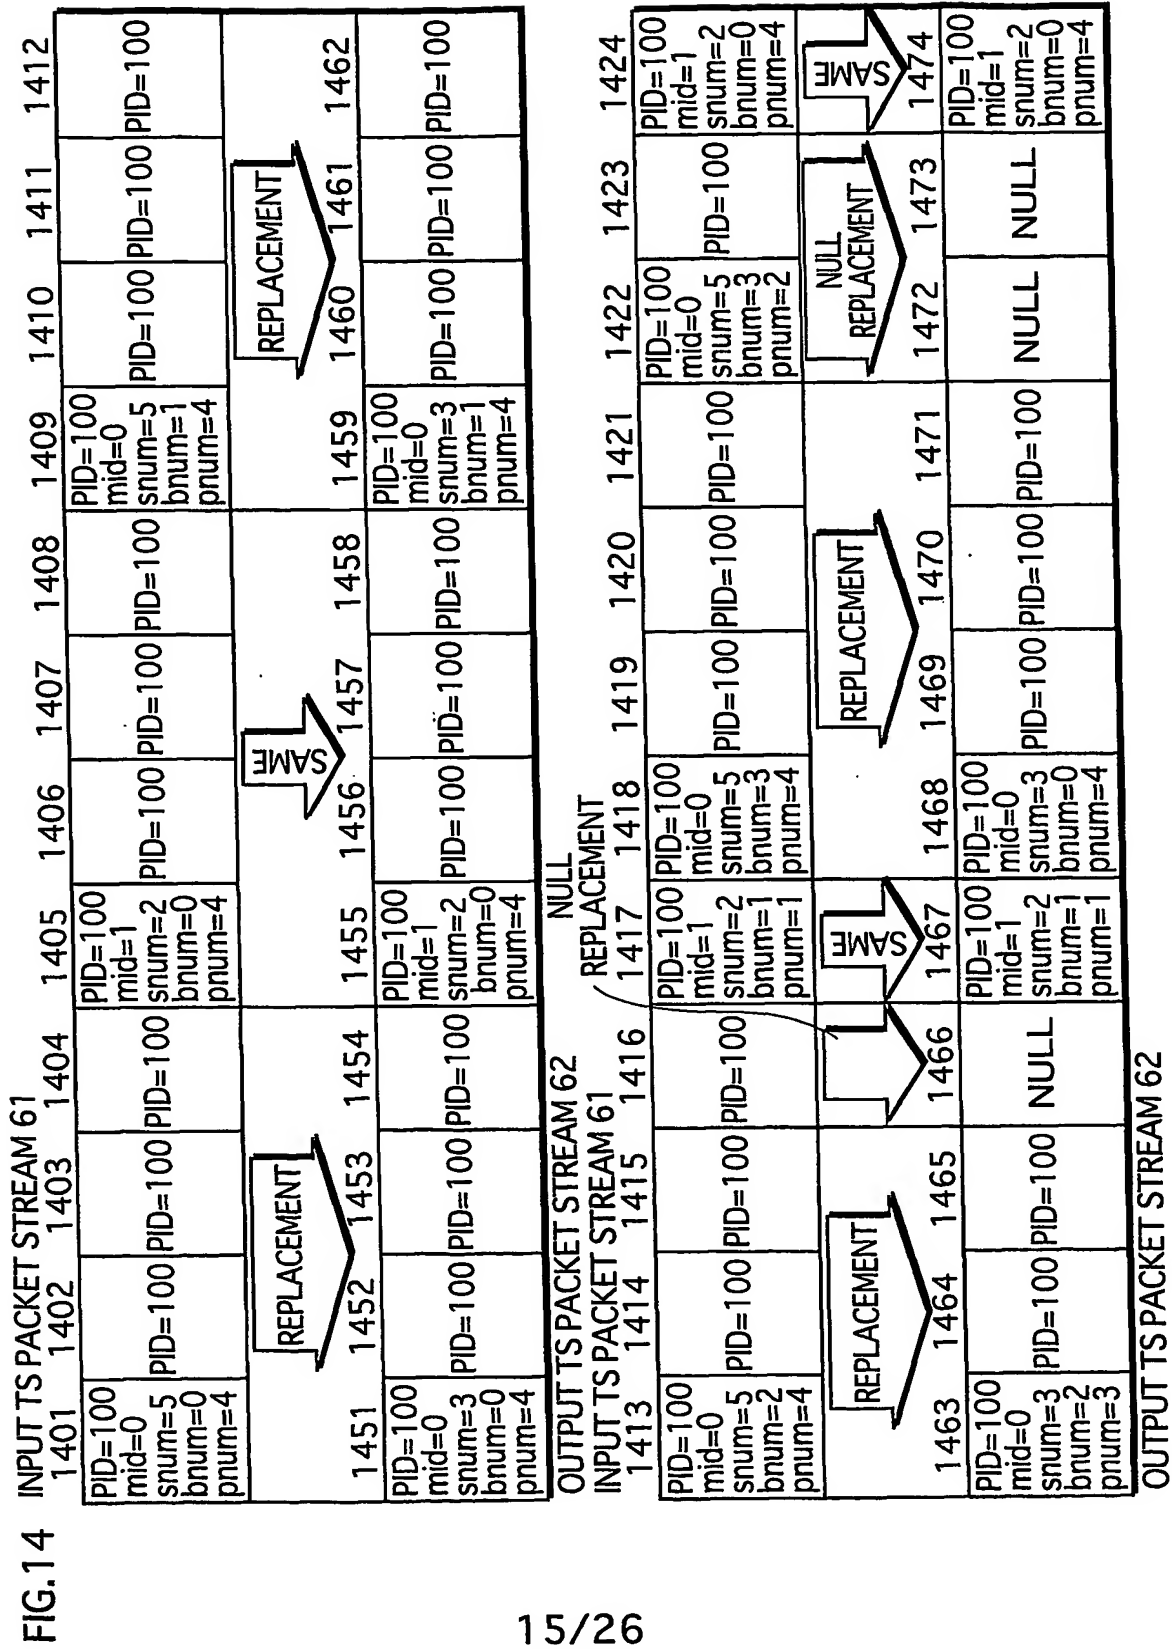 FIG.14
INPUT TS PACKET STREAM 61
1401 1402 1403 1404 1405 1406 1407 1408 1409 1410 1411 1412
PID=100 mid=0 snum=5 bnum=0 pnum=4
PID=100
PID=100
PID=100
PID=100 mid=1 snum=2 bnum=0 pnum=4
PID=100
PID=100
PID=100
PID=100 mid=0 snum=5 bnum=1 pnum=4
PID=100
PID=100
PID=100
REPLACEMENT
SAME
REPLACEMENT
1451 1452 1453 1454 1455 1456 1457 1458 1459 1460 1461 1462
PID=100 mid=0 snum=3 bnum=0 pnum=4
PID=100
PID=100
PID=100
PID=100 mid=1 snum=2 bnum=0 pnum=4
PID=100
PID=100
PID=100
PID=100 mid=0 snum=3 bnum=1 pnum=4
PID=100
PID=100
PID=100
OUTPUT TS PACKET STREAM 62
INPUT TS PACKET STREAM 61
NULL
REPLACEMENT
1413 1414 1415 1416 1417 1418 1419 1420 1421 1422 1423 1424
PID=100 mid=0 snum=5 bnum=2 pnum=4
PID=100
PID=100
PID=100
PID=100 mid=1 snum=2 bnum=1 pnum=1
PID=100 mid=0 snum=5 bnum=3 pnum=4
PID=100
PID=100
PID=100
PID=100 mid=0 snum=5 bnum=3 pnum=2
PID=100
PID=100 mid=1 snum=2 bnum=0 pnum=4
REPLACEMENT
SAME
REPLACEMENT
NULL
REPLACEMENT
SAME
1463 1464 1465 1466 1467 1468 1469 1470 1471 1472 1473 1474
PID=100 mid=0 snum=3 bnum=2 pnum=3
PID=100
PID=100
NULL
PID=100 mid=1 snum=2 bnum=1 pnum=1
PID=100 mid=0 snum=3 bnum=0 pnum=4
PID=100
PID=100
PID=100
NULL
NULL
PID=100 mid=1 snum=2 bnum=0 pnum=4
OUTPUT TS PACKET STREAM 62
15/26